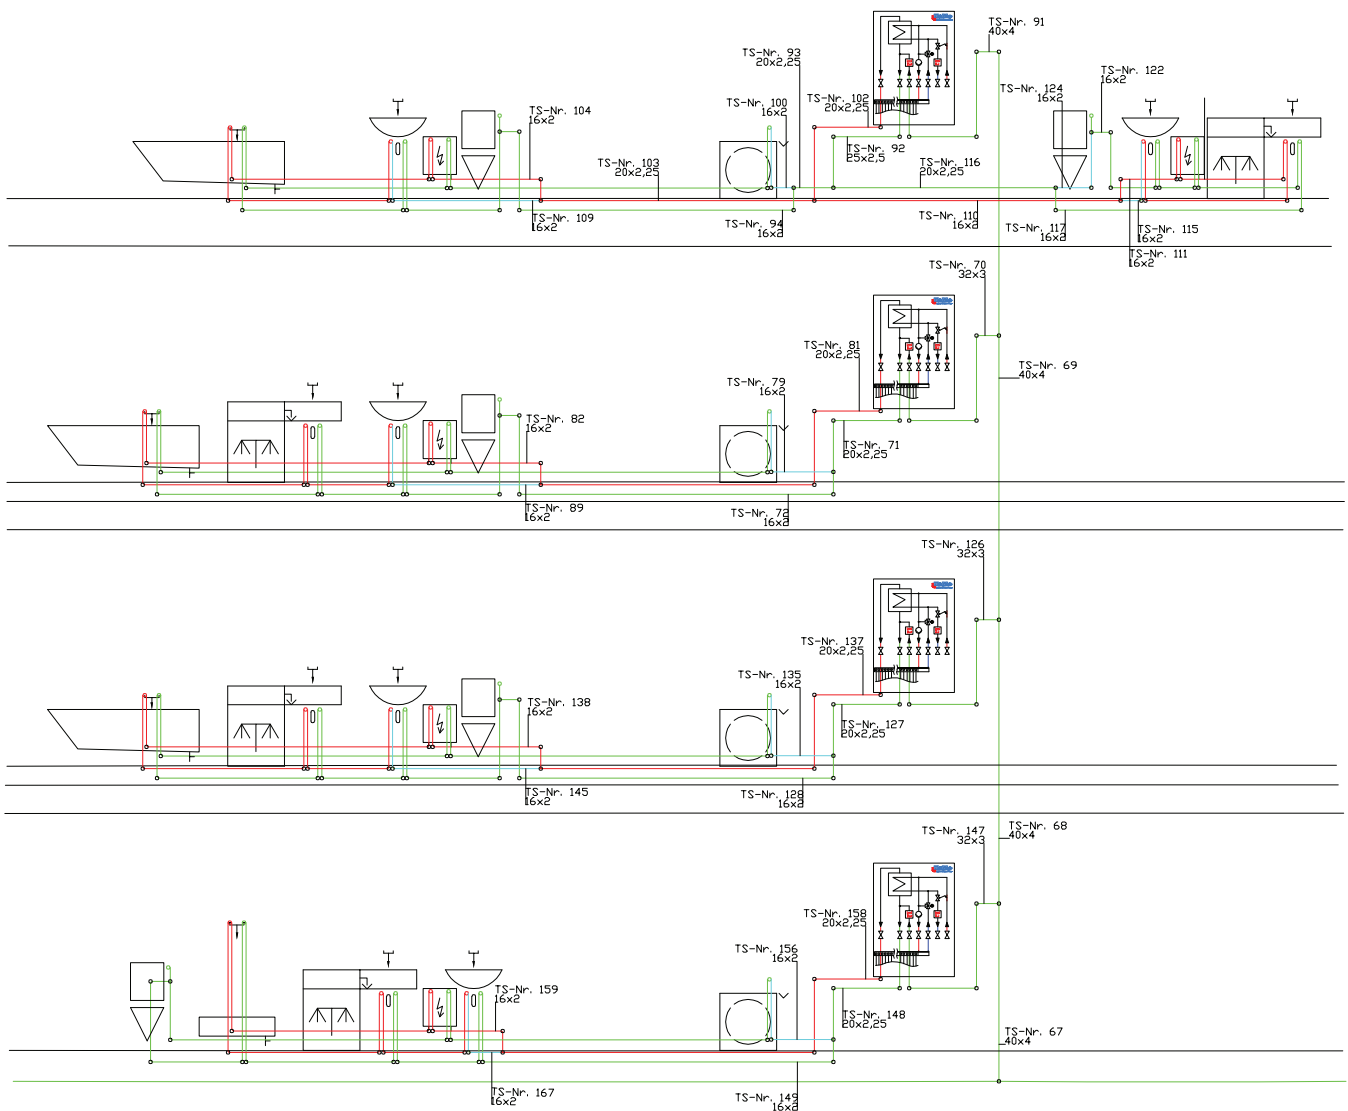 TS-Nr. 91
40x4
TS-Nr. 93
20x2,25
TS-Nr. 122
16x2
TS-Nr. 124
16x2
TS-Nr. 104
16x2
TS-Nr. 100
16x2
TS-Nr. 102
20x2,25
TS-Nr. 92
25x2,5
TS-Nr. 103
20x2,25
TS-Nr. 116
20x2,25
TS-Nr. 109
16x2
TS-Nr. 94
16x2
TS-Nr. 110
16x2
TS-Nr. 117
16x2
TS-Nr. 115
16x2
TS-Nr. 111
16x2
TS-Nr. 70
32x3
TS-Nr. 81
20x2,25
TS-Nr. 69
40x4
TS-Nr. 79
16x2
TS-Nr. 82
16x2
TS-Nr. 71
20x2,25
TS-Nr. 89
16x2
TS-Nr. 72
16x2
TS-Nr. 126
32x3
TS-Nr. 137
20x2,25
TS-Nr. 135
16x2
TS-Nr. 138
16x2
TS-Nr. 127
20x2,25
TS-Nr. 145
16x2
TS-Nr. 128
16x2
TS-Nr. 147
32x3
TS-Nr. 68
40x4
TS-Nr. 158
20x2,25
TS-Nr. 156
16x2
TS-Nr. 159
16x2
TS-Nr. 148
20x2,25
TS-Nr. 67
40x4
TS-Nr. 167
16x2
TS-Nr. 149
16x2